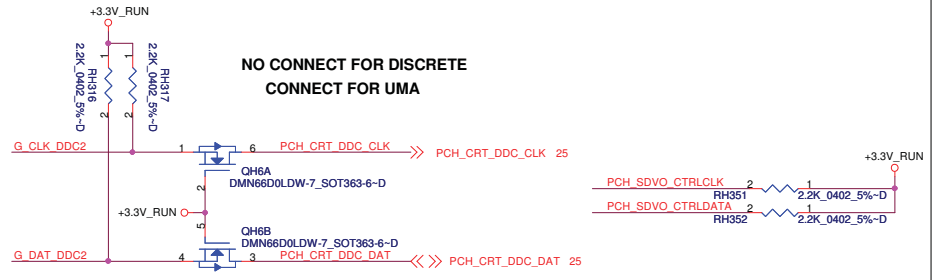 +3.3V_RUN
2.2K_0402_5%~D
RH316
RH317
2.2K_0402_5%~D
1
1
2
2
NO CONNECT FOR DISCRETE
CONNECT FOR UMA
G_CLK_DDC2
1
6
PCH_CRT_DDC_CLK
PCH_CRT_DDC_CLK 25
QH6A
DMN66D0LDW-7_SOT363-6~D
2
+3.3V_RUN
5
QH6B
DMN66D0LDW-7_SOT363-6~D
G_DAT_DDC2
4
3
PCH_CRT_DDC_DAT
PCH_CRT_DDC_DAT 25
+3.3V_RUN
PCH_SDVO_CTRLCLK
2
1
RH351
2.2K_0402_5%~D
PCH_SDVO_CTRLDATA
2
1
RH352
2.2K_0402_5%~D